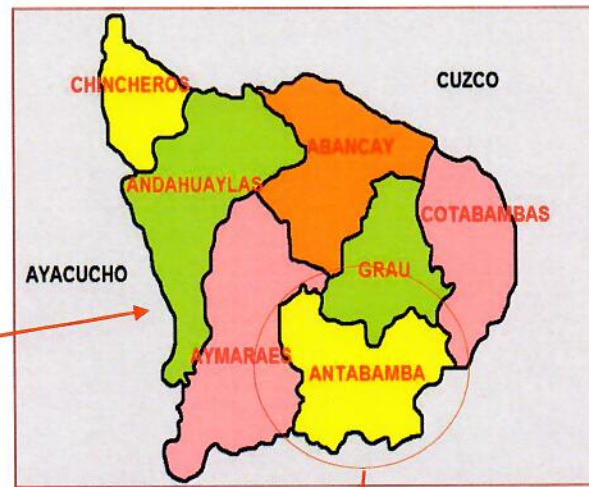 CHINCHEROS
CUZCO
ABANCAY
ANDAHUAYLAS
COTABAMBAS
AYACUCHO
GRAU
AYMARAES
ANTABAMBA